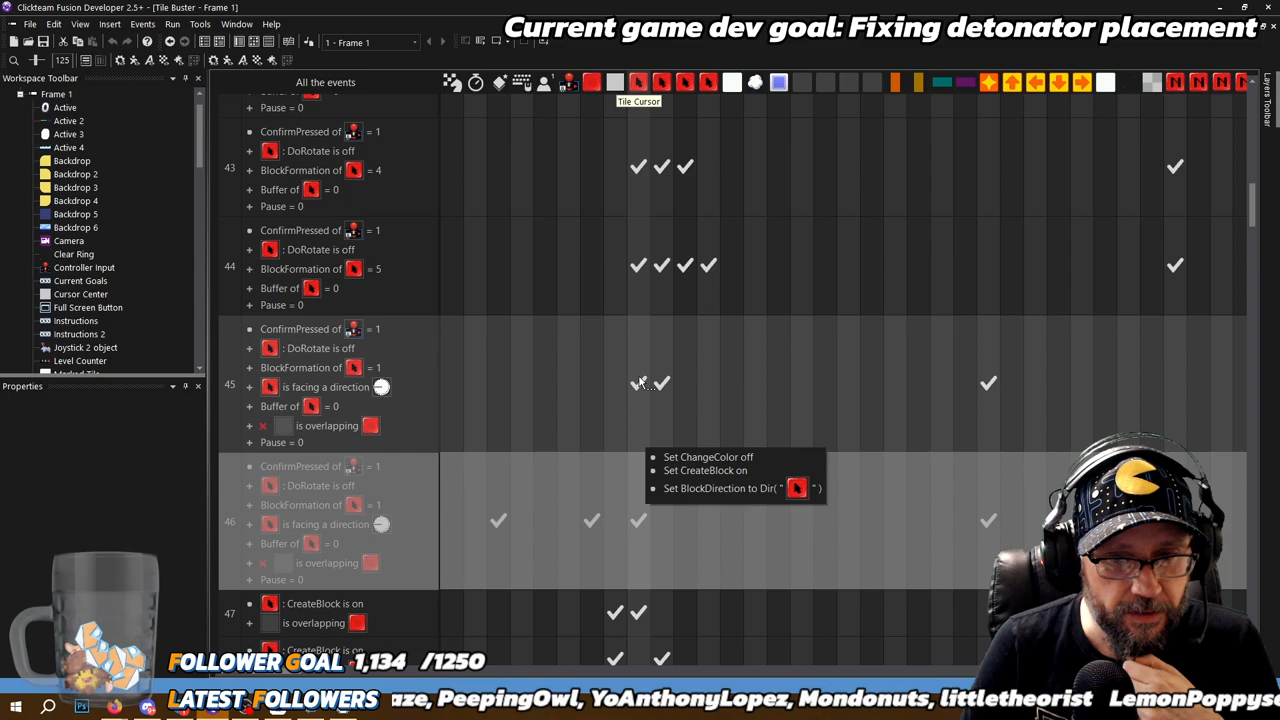 Clickteam Fusion Developer 2.5+ - [Tile Buster - Frame 1]
Current game dev goal: Fixing detonator placement
File Edit View Insert Events Run Tools Window Help
1 - Frame 1
123
Workspace Toolbar
All the events
Layers Toolbar
Tile Cursor
Frame 1
Active
Active 2
Active 3
Active 4
Backdrop
Backdrop 2
Backdrop 3
Backdrop 4
Backdrop 5
Backdrop 6
Camera
Clear Ring
Controller Input
Current Goals
Cursor Center
Full Screen Button
Instructions
Instructions 2
Joystick 2 object
Level Counter
Properties
+ Pause = 0
43
ConfirmPressed of = 1
+ : DoRotate is off
+ BlockFormation of = 4
+ Buffer of = 0
+ Pause = 0
44
ConfirmPressed of = 1
+ : DoRotate is off
+ BlockFormation of = 5
+ Buffer of = 0
+ Pause = 0
45
ConfirmPressed of = 1
+ : DoRotate is off
+ BlockFormation of = 1
+ is facing a direction
+ Buffer of = 0
+ is overlapping
+ Pause = 0
Set ChangeColor off
Set CreateBlock on
Set BlockDirection to Dir( " " )
46
ConfirmPressed of = 1
+ : DoRotate is off
+ BlockFormation of = 1
+ is facing a direction
+ Buffer of = 0
+ is overlapping
+ Pause = 0
47
: CreateBlock is on
+ is overlapping
: CreateBlock is on
Follower Goal 1,134 /1250
Latest Followers ze, PeepingOwl, YoAnthonyLopez, Mondonuts, littletheorist LemonPoppys